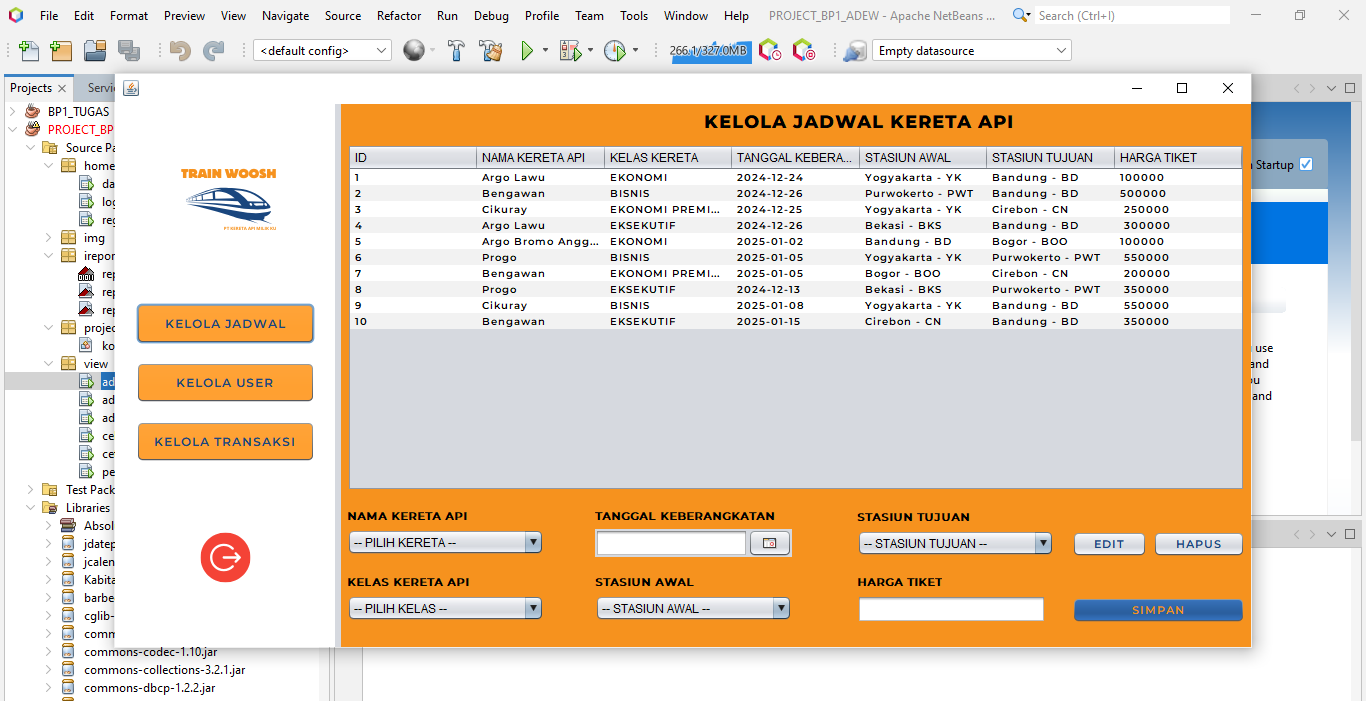 File Edit Format Preview View Navigate Source Refactor Run Debug Profile Team Tools Window Help PROJECT_BP1_ADEW - Apache NetBeans ... Search (Ctrl+I)
<default config> 266.1/327.0MB Empty datasource
Projects Servi
BP1_TUGAS
PROJECT_BP
Source Pa
home
da
log
reg
img
irepor
rep
rep
rep
projec
ko
view
ad
ad
ad
ce
ce
pe
Test Pack
Libraries
Absol
jdatep
jcalen
Kabita
barbe
cglib-
comm
commons-codec-1.10.jar
commons-collections-3.2.1.jar
commons-dbcp-1.2.2.jar
TRAIN WOOSH
KELOLA JADWAL
KELOLA USER
KELOLA TRANSAKSI
KELOLA JADWAL KERETA API
ID NAMA KERETA API KELAS KERETA TANGGAL KEBERA... STASIUN AWAL STASIUN TUJUAN HARGA TIKET
1 Argo Lawu EKONOMI 2024-12-24 Yogyakarta - YK Bandung - BD 100000
2 Bengawan BISNIS 2024-12-26 Purwokerto - PWT Bandung - BD 500000
3 Cikuray EKONOMI PREMI... 2024-12-25 Yogyakarta - YK Cirebon - CN 250000
4 Argo Lawu EKSEKUTIF 2024-12-26 Bekasi - BKS Bandung - BD 300000
5 Argo Bromo Angg... EKONOMI 2025-01-02 Bandung - BD Bogor - BOO 100000
6 Progo BISNIS 2025-01-05 Yogyakarta - YK Purwokerto - PWT 550000
7 Bengawan EKONOMI PREMI... 2025-01-05 Bogor - BOO Cirebon - CN 200000
8 Progo EKSEKUTIF 2024-12-13 Bekasi - BKS Purwokerto - PWT 350000
9 Cikuray BISNIS 2025-01-08 Yogyakarta - YK Bandung - BD 550000
10 Bengawan EKSEKUTIF 2025-01-15 Cirebon - CN Bandung - BD 350000
NAMA KERETA API TANGGAL KEBERANGKATAN STASIUN TUJUAN
-- PILIH KERETA -- -- STASIUN TUJUAN -- EDIT HAPUS
KELAS KERETA API STASIUN AWAL HARGA TIKET
-- PILIH KELAS -- -- STASIUN AWAL -- SIMPAN
Startup
use
and
ou
and